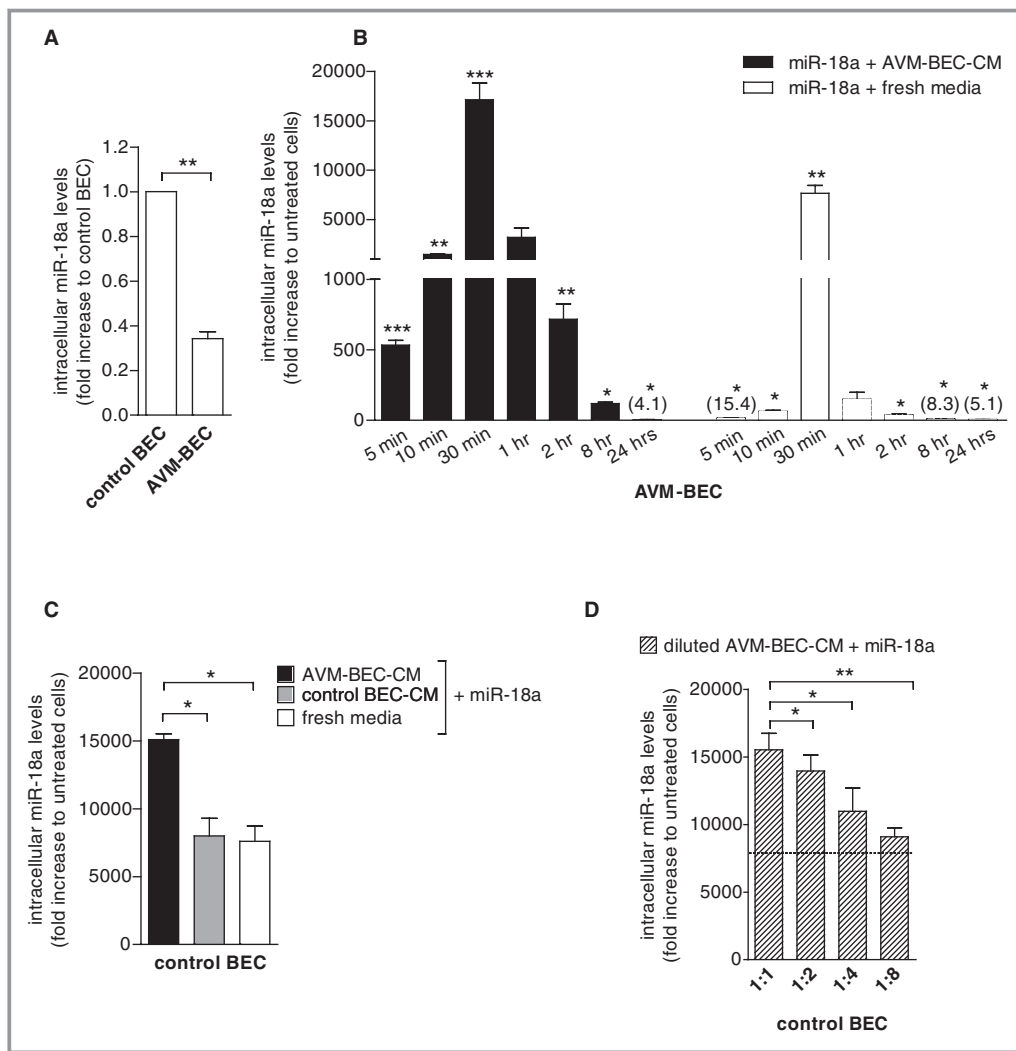 A
intracellular miR-18a levels
(fold increase to control BEC)
1.2
1.0
0.8
0.6
0.4
0.2
0.0
**
control BEC
AVM-BEC
B
miR-18a + AVM-BEC-CM
miR-18a + fresh media
intracellular miR-18a levels
(fold increase to untreated cells)
20000
15000
10000
5000
1000
500
0
***
**
***
**
*
*
(4.1)
*
(15.4)
*
**
*
*
(8.3)
*
(5.1)
5 min
10 min
30 min
1 hr
2 hr
8 hr
24 hrs
5 min
10 min
30 min
1 hr
2 hr
8 hr
24 hrs
AVM-BEC
C
AVM-BEC-CM
control BEC-CM
fresh media
+ miR-18a
intracellular miR-18a levels
(fold increase to untreated cells)
20000
15000
10000
5000
0
*
*
control BEC
D
diluted AVM-BEC-CM + miR-18a
intracellular miR-18a levels
(fold increase to untreated cells)
20000
15000
10000
5000
0
**
*
*
1:1
1:2
1:4
1:8
control BEC